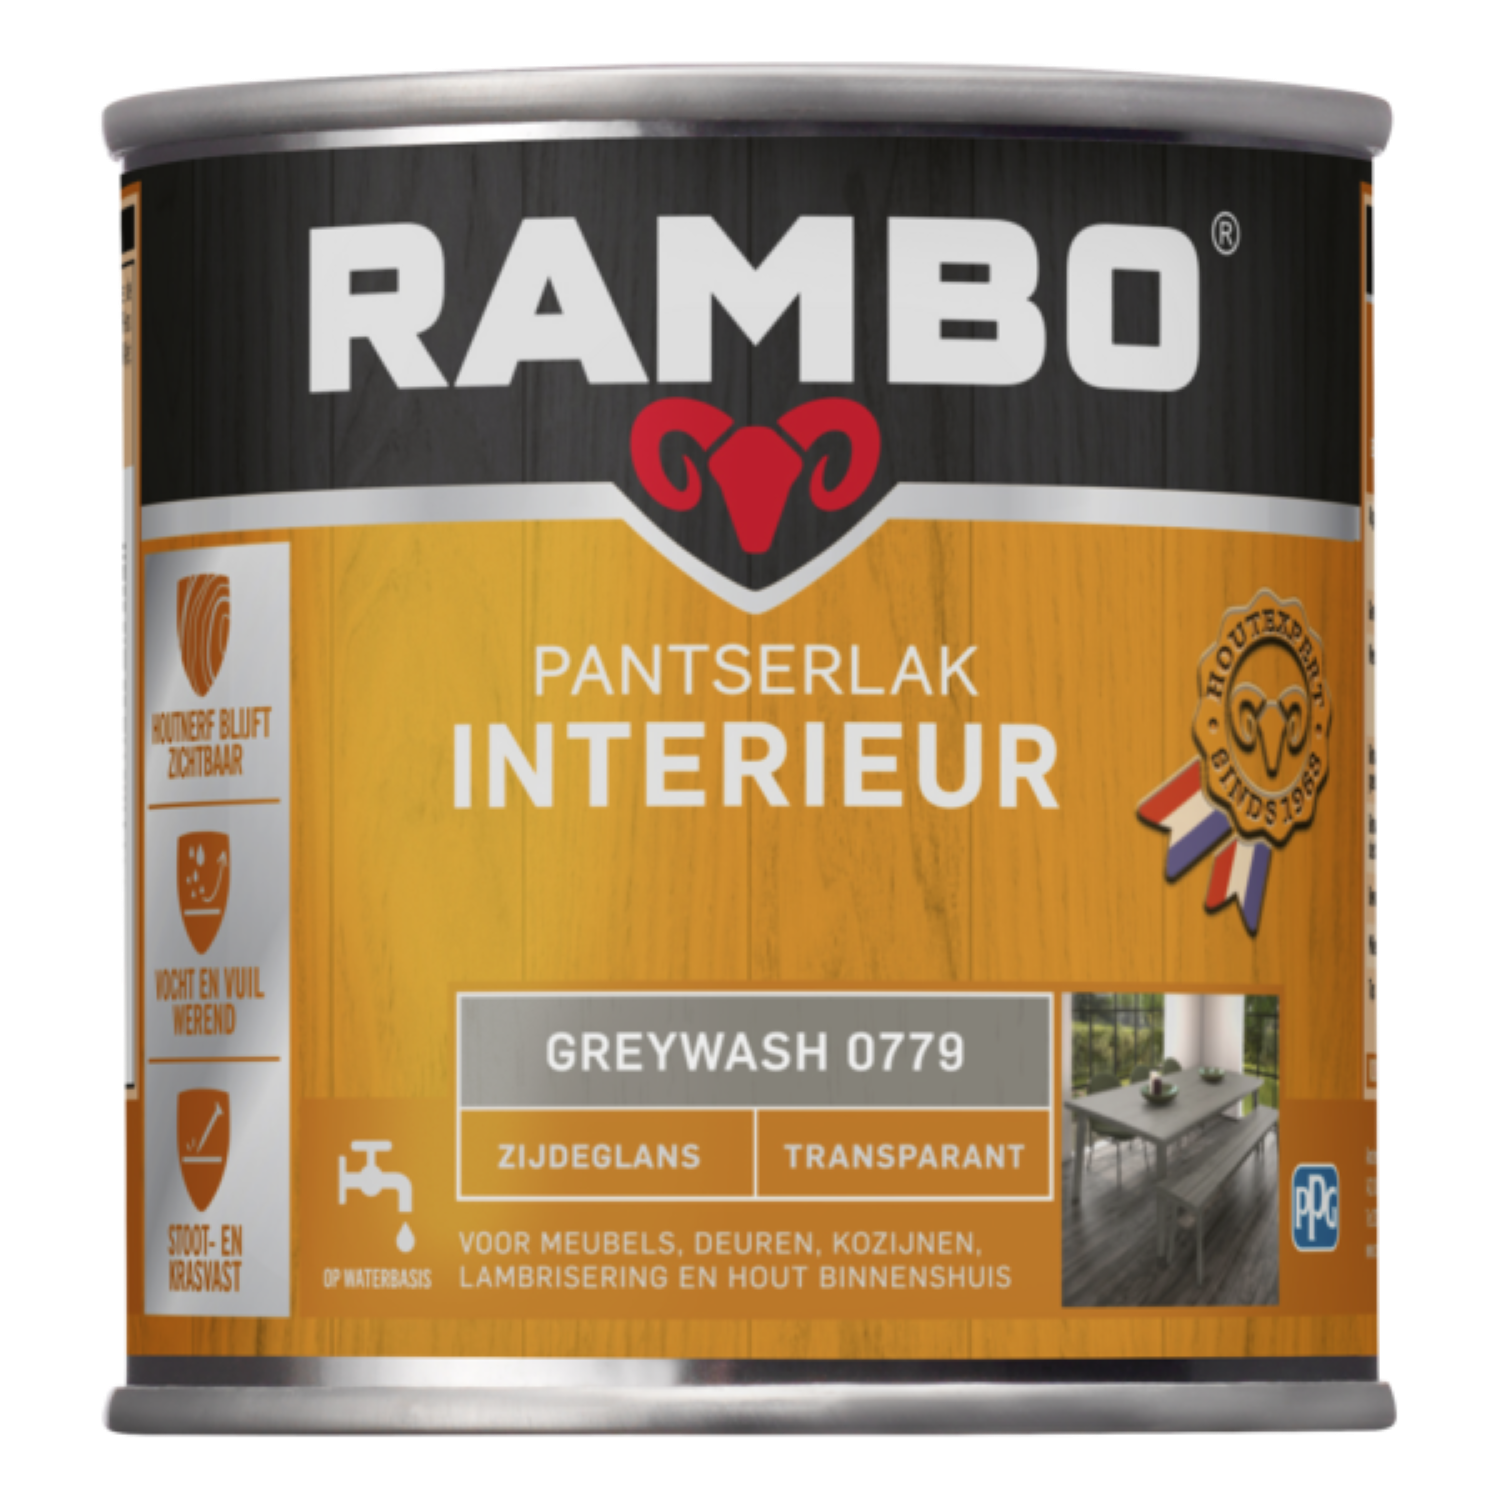 RAMBO®
PANTSERLAK
INTERIEUR
HOUTEXPERT
SINDS 1963
HOUTNERF BLIJFT
ZICHTBAAR
VOCHT EN VUIL
WEREND
STOOT- EN
KRASVAST
GREYWASH 0779
ZIJDEGLANS
TRANSPARANT
OP WATERBASIS
VOOR MEUBELS, DEUREN, KOZIJNEN,
LAMBRISERING EN HOUT BINNENSHUIS
PPG